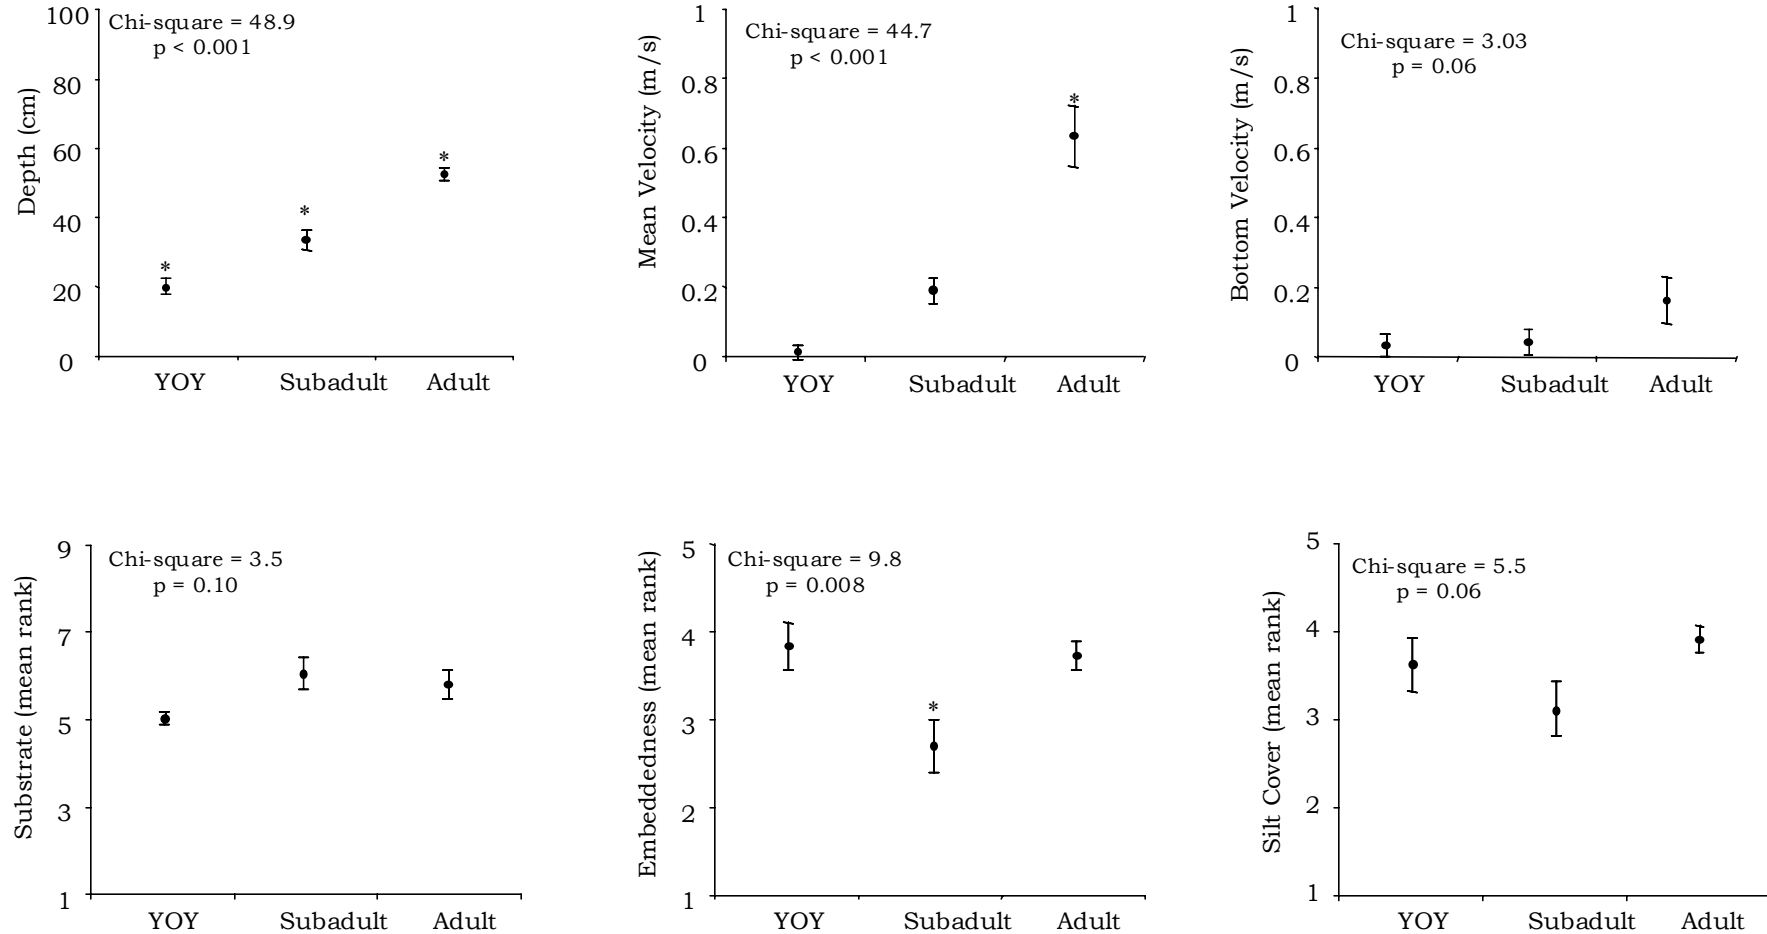 Chi-square = 48.9
p < 0.001
Depth (cm)
100
80
60
40
20
0
*
*
*
YOY Subadult Adult
Chi-square = 44.7
p < 0.001
Mean Velocity (m/s)
1
0.8
0.6
0.4
0.2
0
*
YOY Subadult Adult
Chi-square = 3.03
p = 0.06
Bottom Velocity (m/s)
1
0.8
0.6
0.4
0.2
0
YOY Subadult Adult
Chi-square = 3.5
p = 0.10
Substrate (mean rank)
9
7
5
3
1
YOY Subadult Adult
Chi-square = 9.8
p = 0.008
Embeddedness (mean rank)
5
4
3
2
1
*
YOY Subadult Adult
Chi-square = 5.5
p = 0.06
Silt Cover (mean rank)
5
4
3
2
1
YOY Subadult Adult